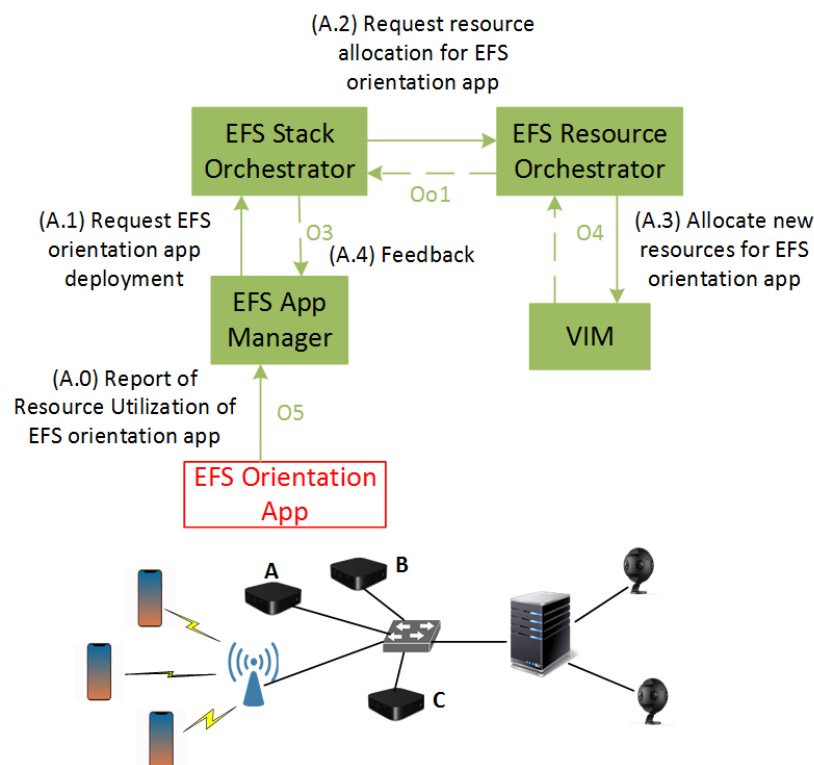 (A.2) Request resource
allocation for EFS
orientation app
EFS Stack
Orchestrator
EFS Resource
Orchestrator
Oo1
(A.1) Request EFS
orientation app
deployment
O3
(A.4) Feedback
O4
(A.3) Allocate new
resources for EFS
orientation app
EFS App
Manager
VIM
(A.0) Report of
Resource Utilization of
EFS orientation app
O5
EFS Orientation
App
A
B
C